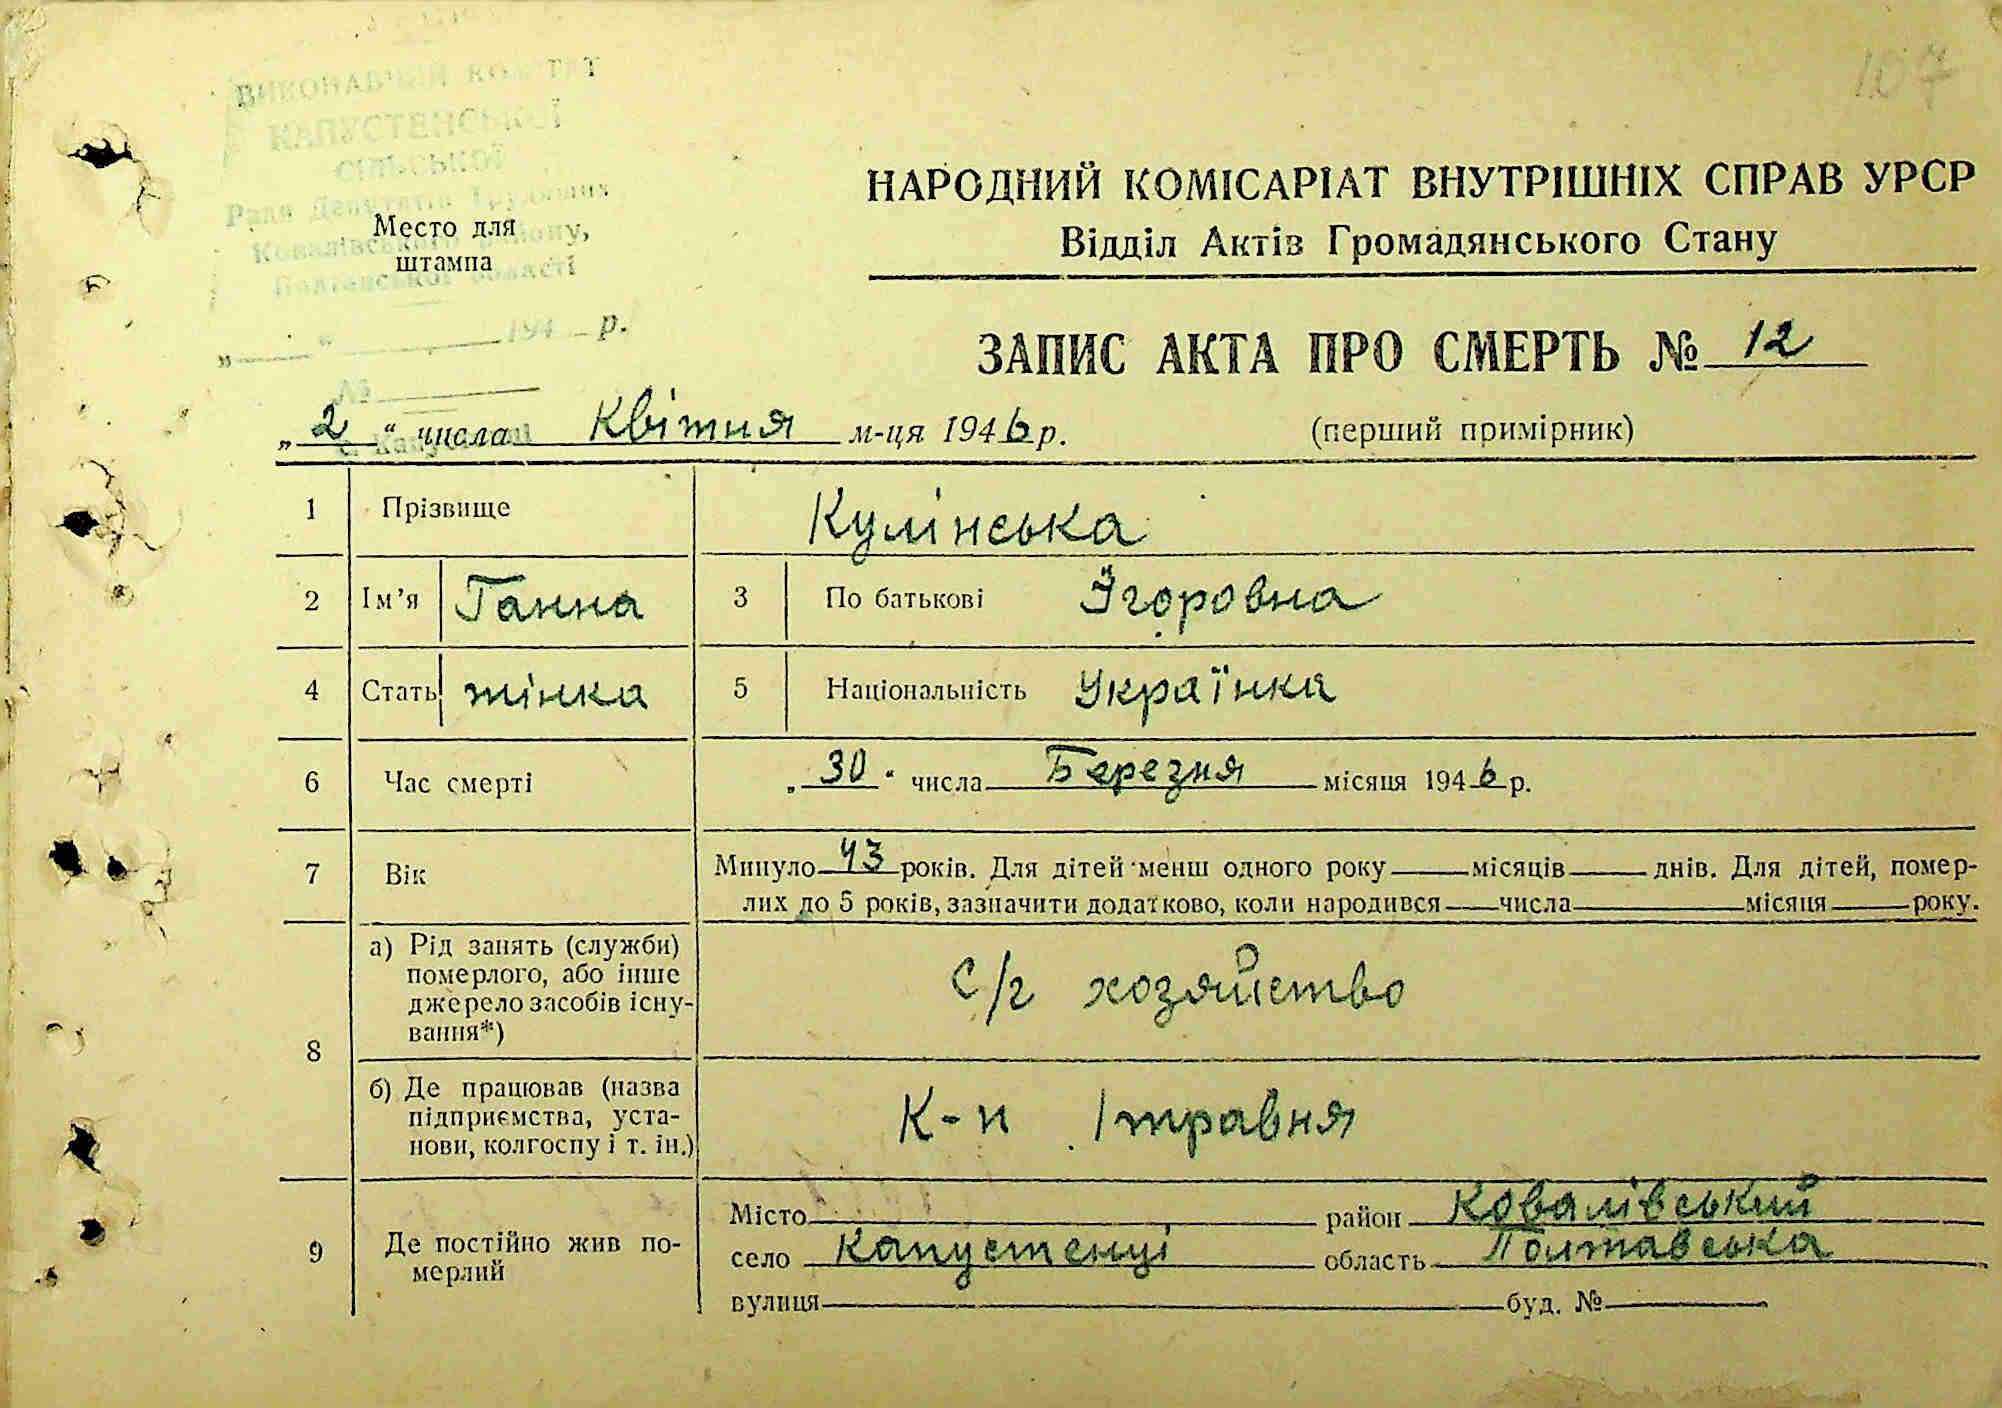 107
ВИКОНАВЧИЙ КОМІТЕТ
КАПУСТЕНСЬКОЇ
СІЛЬСЬКОЇ
Ради Депутатів Трудящих
Ковалівського району,
Полтавської області
Место для
штампа
„ “ 194 р.
№
с. Капустенці
НАРОДНИЙ КОМІСАРІАТ ВНУТРІШНІХ СПРАВ УРСР
Відділ Актів Громадянського Стану
ЗАПИС АКТА ПРО СМЕРТЬ № 12
„2“ числа Квітня м-ця 1946 р.
(перший примірник)
1 Прізвище Кулінська
2 Ім’я Ганна 3 По батькові Ігоровна
4 Стать жінка 5 Національність Українка
6 Час смерті „30“ числа Березня місяця 1946 р.
7 Вік Минуло 43 років. Для дітей менш одного року місяців днів. Для дітей, помер-
лих до 5 років, зазначити додатково, коли народився числа місяця року.
8 а) Рід занять (служби)
померлого, або інше
джерело засобів існу-
вання*)
С/г хозяйство
б) Де працював (назва
підприємства, уста-
нови, колгоспу і т. ін.)
К-п 1 травня
9 Де постійно жив по-
мерлий
Місто район Ковалівський
село Капустенці область Полтавська
вулиця буд. №